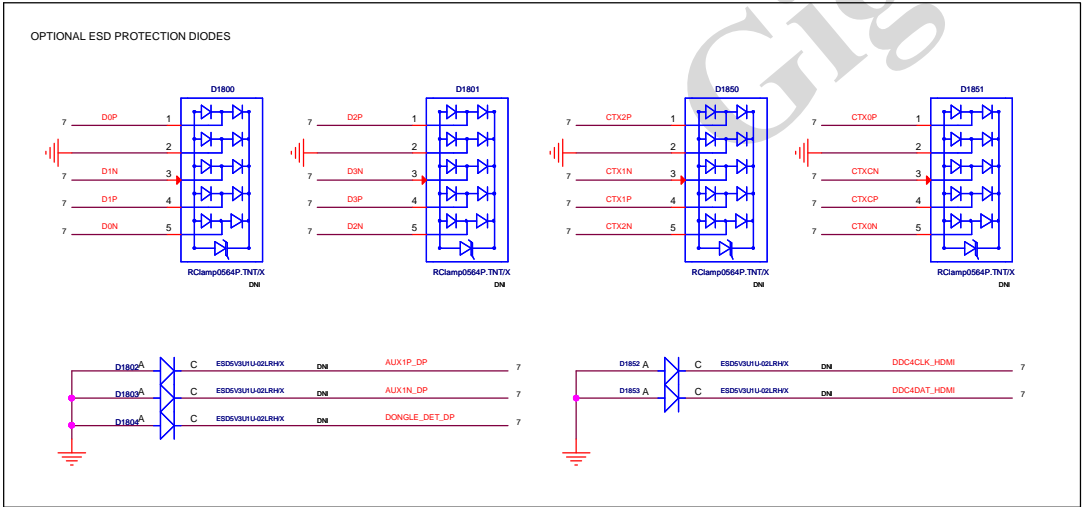 Gig
OPTIONAL ESD PROTECTION DIODES
D1800
7 D0P 1
2
7 D1N 3
7 D1P 4
7 D0N 5
RClamp0564P.TNT/X
DNI
D1801
7 D2P 1
2
7 D3N 3
7 D3P 4
7 D2N 5
RClamp0564P.TNT/X
DNI
D1850
7 CTX2P 1
2
7 CTX1N 3
7 CTX1P 4
7 CTX2N 5
RClamp0564P.TNT/X
DNI
D1851
7 CTX0P 1
2
7 CTXCN 3
7 CTXCP 4
7 CTX0N 5
RClamp0564P.TNT/X
DNI
D1802 A C ESD5V3U1U-02LRH/X DNI AUX1P_DP 7
D1803 A C ESD5V3U1U-02LRH/X DNI AUX1N_DP 7
D1804 A C ESD5V3U1U-02LRH/X DNI DONGLE_DET_DP 7
D1852 A C ESD5V3U1U-02LRH/X DNI DDC4CLK_HDMI 7
D1853 A C ESD5V3U1U-02LRH/X DNI DDC4DAT_HDMI 7